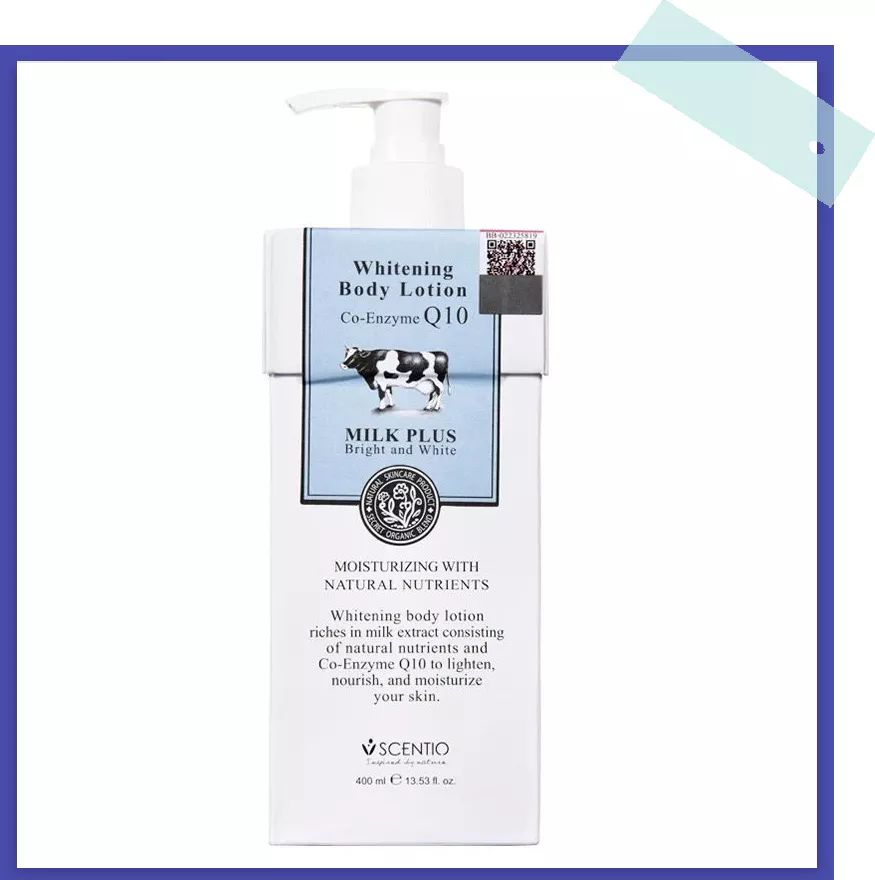 BB-022325819
Whitening
Body Lotion
Co-Enzyme Q10
MILK PLUS
Bright and White
NATURAL SKINCARE PRODUCT
SECRET ORGANIC BLEND
MOISTURIZING WITH
NATURAL NUTRIENTS
Whitening body lotion
riches in milk extract consisting
of natural nutrients and
Co-Enzyme Q10 to lighten,
nourish, and moisturize
your skin.
SCENTIO
Inspired by nature
400 ml ℮ 13.53 fl. oz.